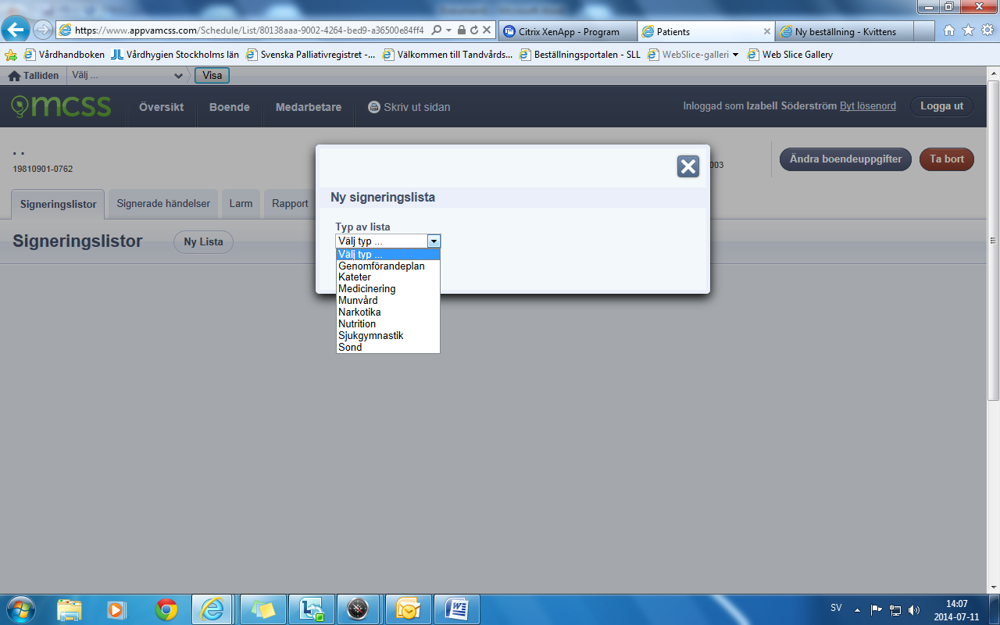 https://www.appvamcss.com/Schedule/List/80138aaa-9002-4264-bed9-a36500e84ff4
Citrix XenApp - Program
Patients
Ny beställning - Kvittens
Vårdhandboken
Vårdhygien Stockholms län
Svenska Palliativregistret -...
Välkommen till Tandvårds...
Beställningsportalen - SLL
WebSlice-galleri
Web Slice Gallery
Talliden
Välj ...
Visa
mcss
Översikt
Boende
Medarbetare
Skriv ut sidan
Inloggad som Izabell Söderström Byt lösenord
Logga ut
. .
19810901-0762
003
Ändra boendeuppgifter
Ta bort
Signeringslistor
Signerade händelser
Larm
Rapport
Signeringslistor
Ny Lista
Ny signeringslista
Typ av lista
Välj typ ...
Välj typ ...
Genomförandeplan
Kateter
Medicinering
Munvård
Narkotika
Nutrition
Sjukgymnastik
Sond
SV
14:07
2014-07-11